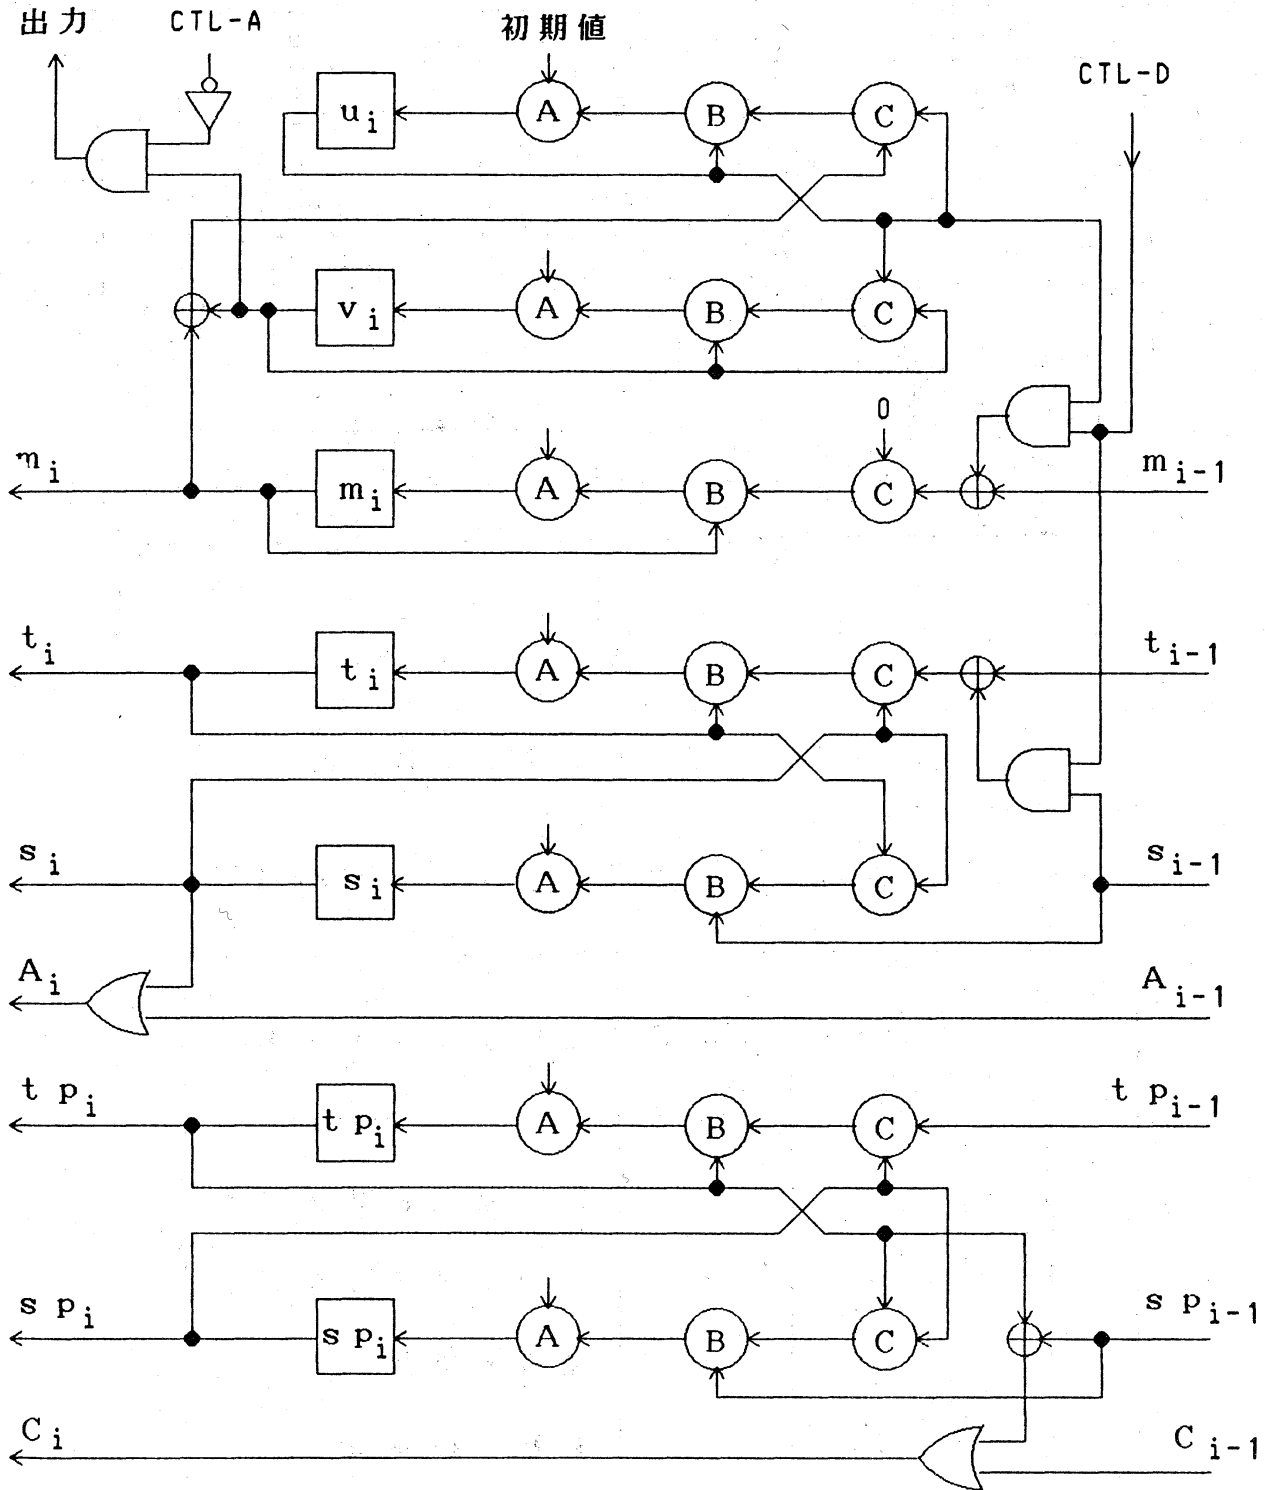 出力 CTL-A 初期値
CTL-D
u i A B C
v i A B C
0
m i m i A B C m i-1
t i t i A B C t i-1
s i s i A B C s i-1
A i A i-1
t p i t p i A B C t p i-1
s p i s p i A B C s p i-1
C i C i-1